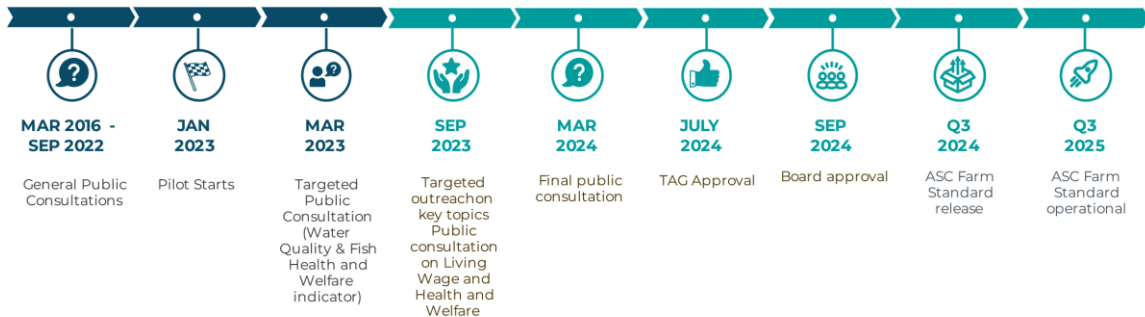 MAR 2016 -
SEP 2022
General Public
Consultations
JAN
2023
Pilot Starts
MAR
2023
Targeted
Public
Consultation
(Water
Quality & Fish
Health and
Welfare
indicator)
SEP
2023
Targeted
outreachon
key topics
Public
consultation
on Living
Wage and
Health and
Welfare
MAR
2024
Final public
consultation
JULY
2024
TAG Approval
SEP
2024
Board approval
Q3
2024
ASC Farm
Standard
release
Q3
2025
ASC Farm
Standard
operational